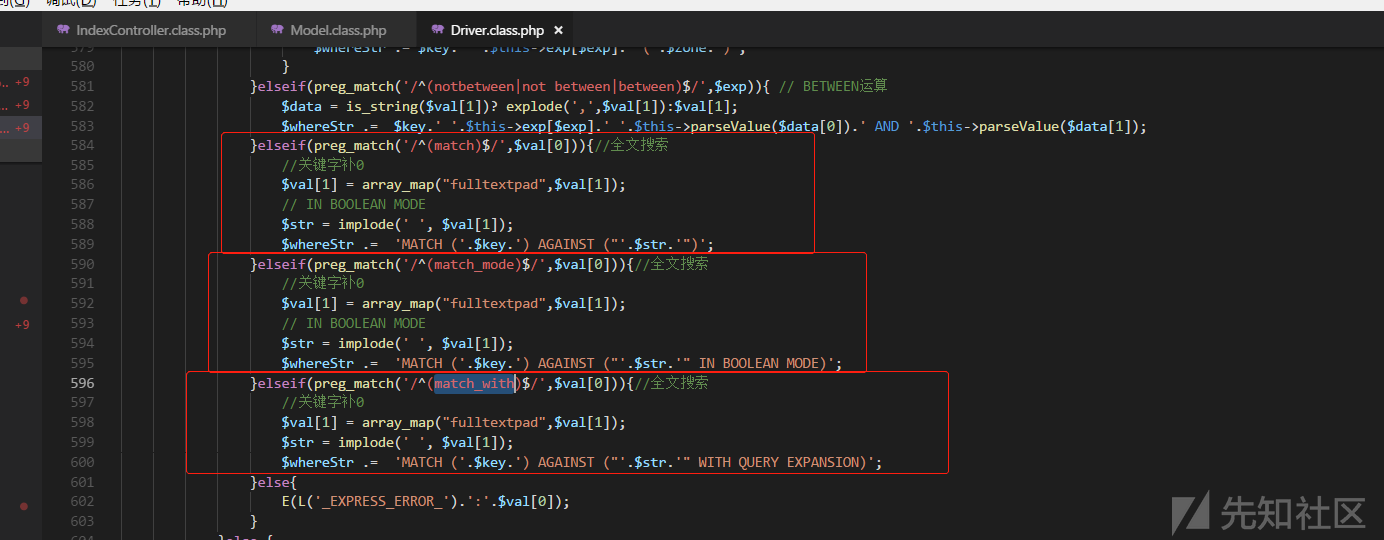 调试(D) 任务(T) 帮助(H)
IndexController.class.php Model.class.php Driver.class.php ×
579 $whereStr .= $key.' '.$this->exp[$exp].' ('.$zone.')';
580 }
+9 581 }elseif(preg_match('/^(notbetween|not between|between)$/',$exp)){ // BETWEEN运算
+9 582 $data = is_string($val[1])? explode(',',$val[1]):$val[1];
+9 583 $whereStr .= $key.' '.$this->exp[$exp].' '.$this->parseValue($data[0]).' AND '.$this->parseValue($data[1]);
584 }elseif(preg_match('/^(match)$/',$val[0])){//全文搜索
585 //关键字补0
586 $val[1] = array_map("fulltextpad",$val[1]);
587 // IN BOOLEAN MODE
588 $str = implode(' ', $val[1]);
589 $whereStr .= 'MATCH ('.$key.') AGAINST ("'.$str.'")';
590 }elseif(preg_match('/^(match_mode)$/',$val[0])){//全文搜索
591 //关键字补0
592 $val[1] = array_map("fulltextpad",$val[1]);
+9 593 // IN BOOLEAN MODE
594 $str = implode(' ', $val[1]);
595 $whereStr .= 'MATCH ('.$key.') AGAINST ("'.$str.'" IN BOOLEAN MODE)';
596 }elseif(preg_match('/^(match_with)$/',$val[0])){//全文搜索
597 //关键字补0
598 $val[1] = array_map("fulltextpad",$val[1]);
599 $str = implode(' ', $val[1]);
600 $whereStr .= 'MATCH ('.$key.') AGAINST ("'.$str.'" WITH QUERY EXPANSION)';
601 }else{
602 E(L('_EXPRESS_ERROR_').':'.$val[0]);
603 }
604 }else {
先知社区